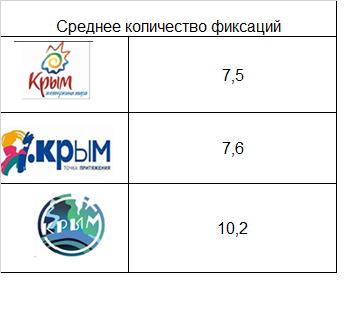 Среднее количество фиксаций
Крым
жемчужина мира
7,5
.крым
ТОЧКА ПРИТЯЖЕНИЯ
7,6
КРЫМ
10,2